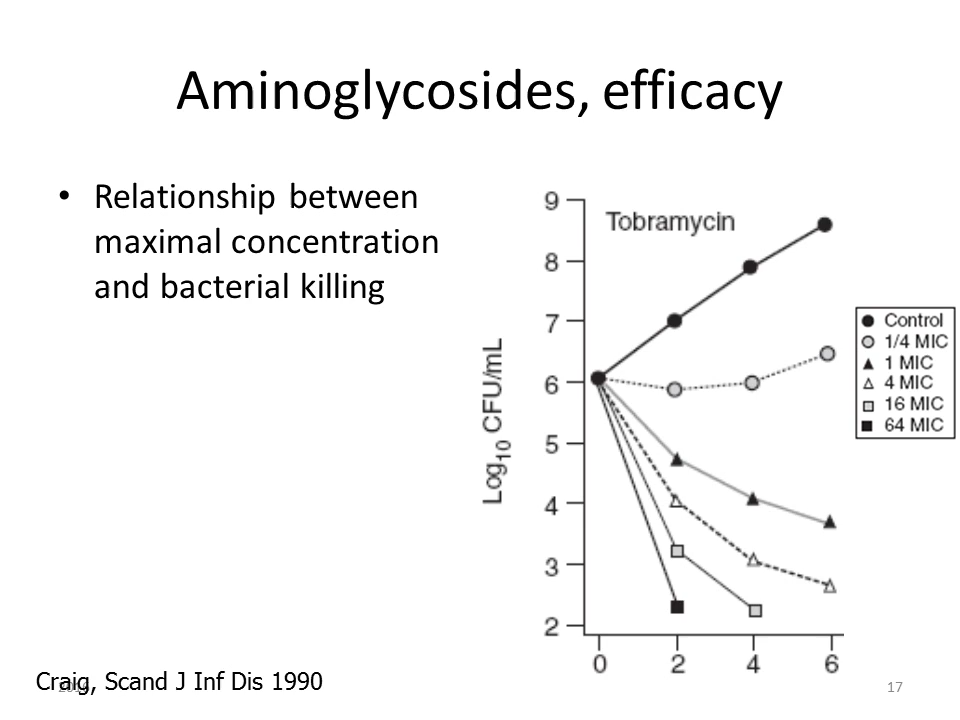 Aminoglycosides, efficacy
• Relationship between
maximal concentration
and bacterial killing
Tobramycin
9
8
7
6
5
4
3
2
Log10 CFU/mL
0 2 4 6
Control
1/4 MIC
1 MIC
4 MIC
16 MIC
64 MIC
Craig, Scand J Inf Dis 1990
17